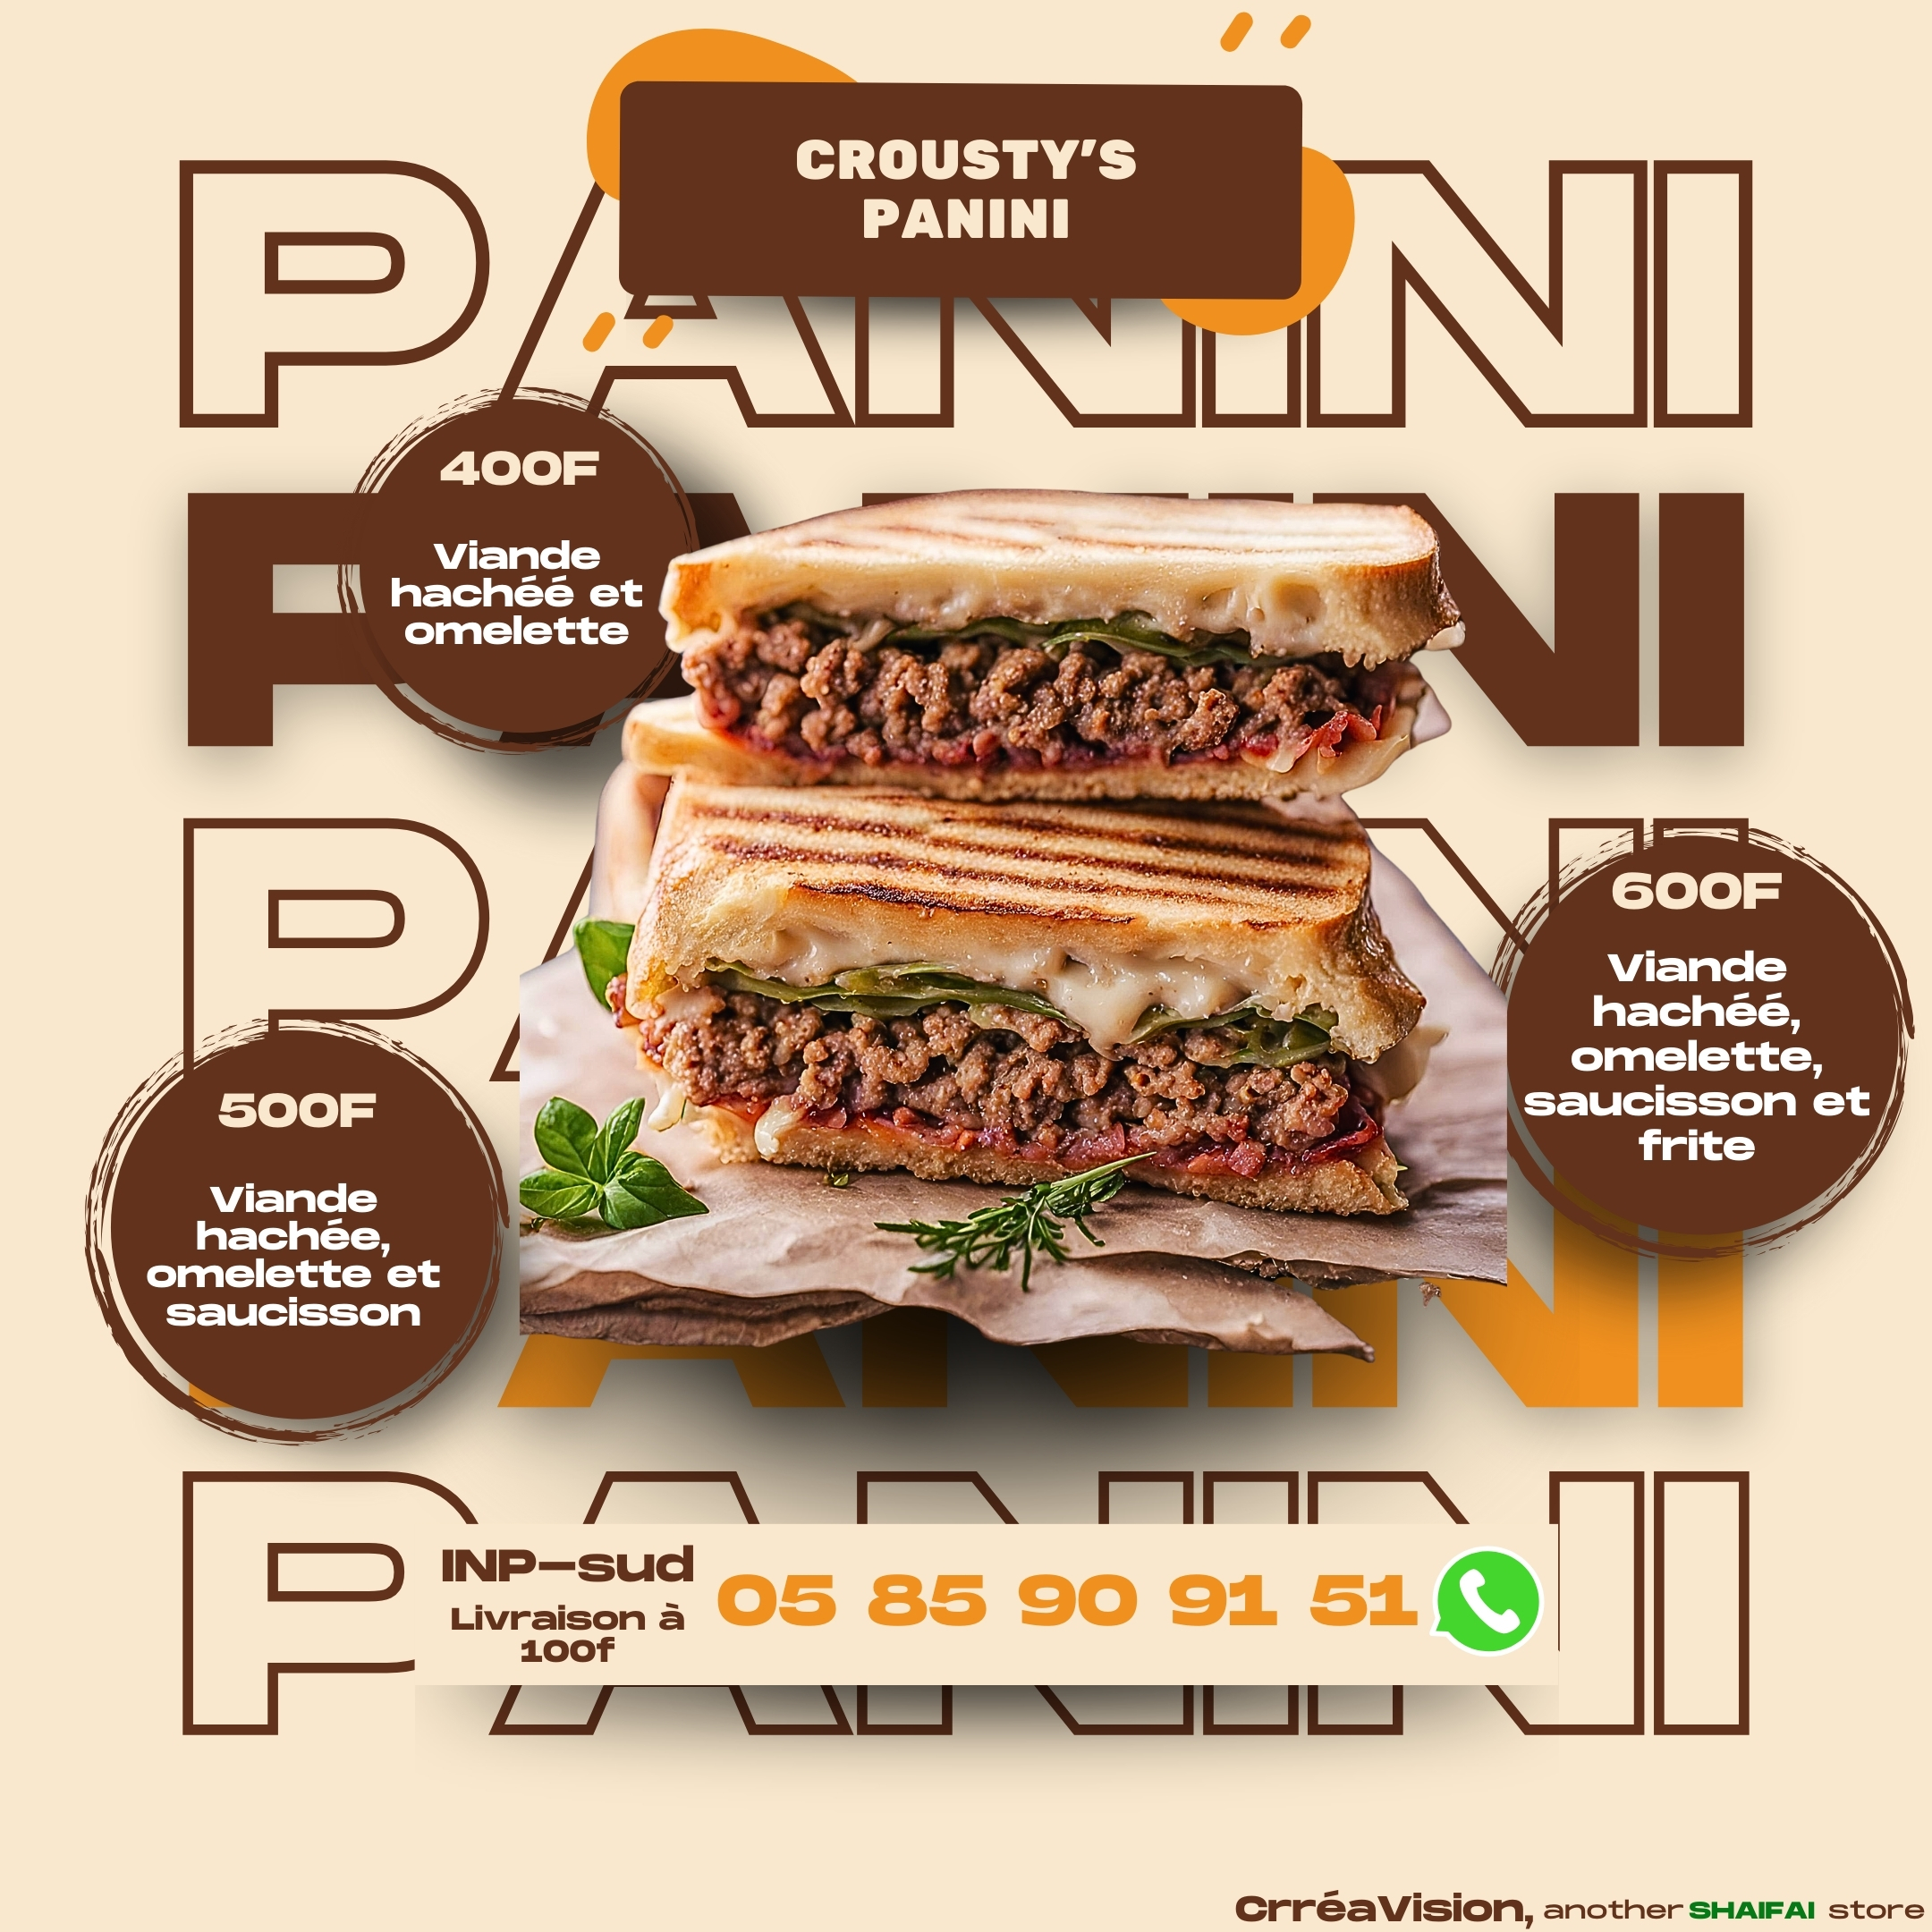 PANINI
CROUSTY'S
PANINI
400F
Viande
hachéé et
omelette
PANINI
PANINI
600F
Viande
hachéé,
omelette,
saucisson et
frite
500F
Viande
hachée,
omelette et
saucisson
PANINI
PANINI
INP-sud
Livraison à
100f
05 85 90 91 51
CrréaVision, another SHAIFAI store